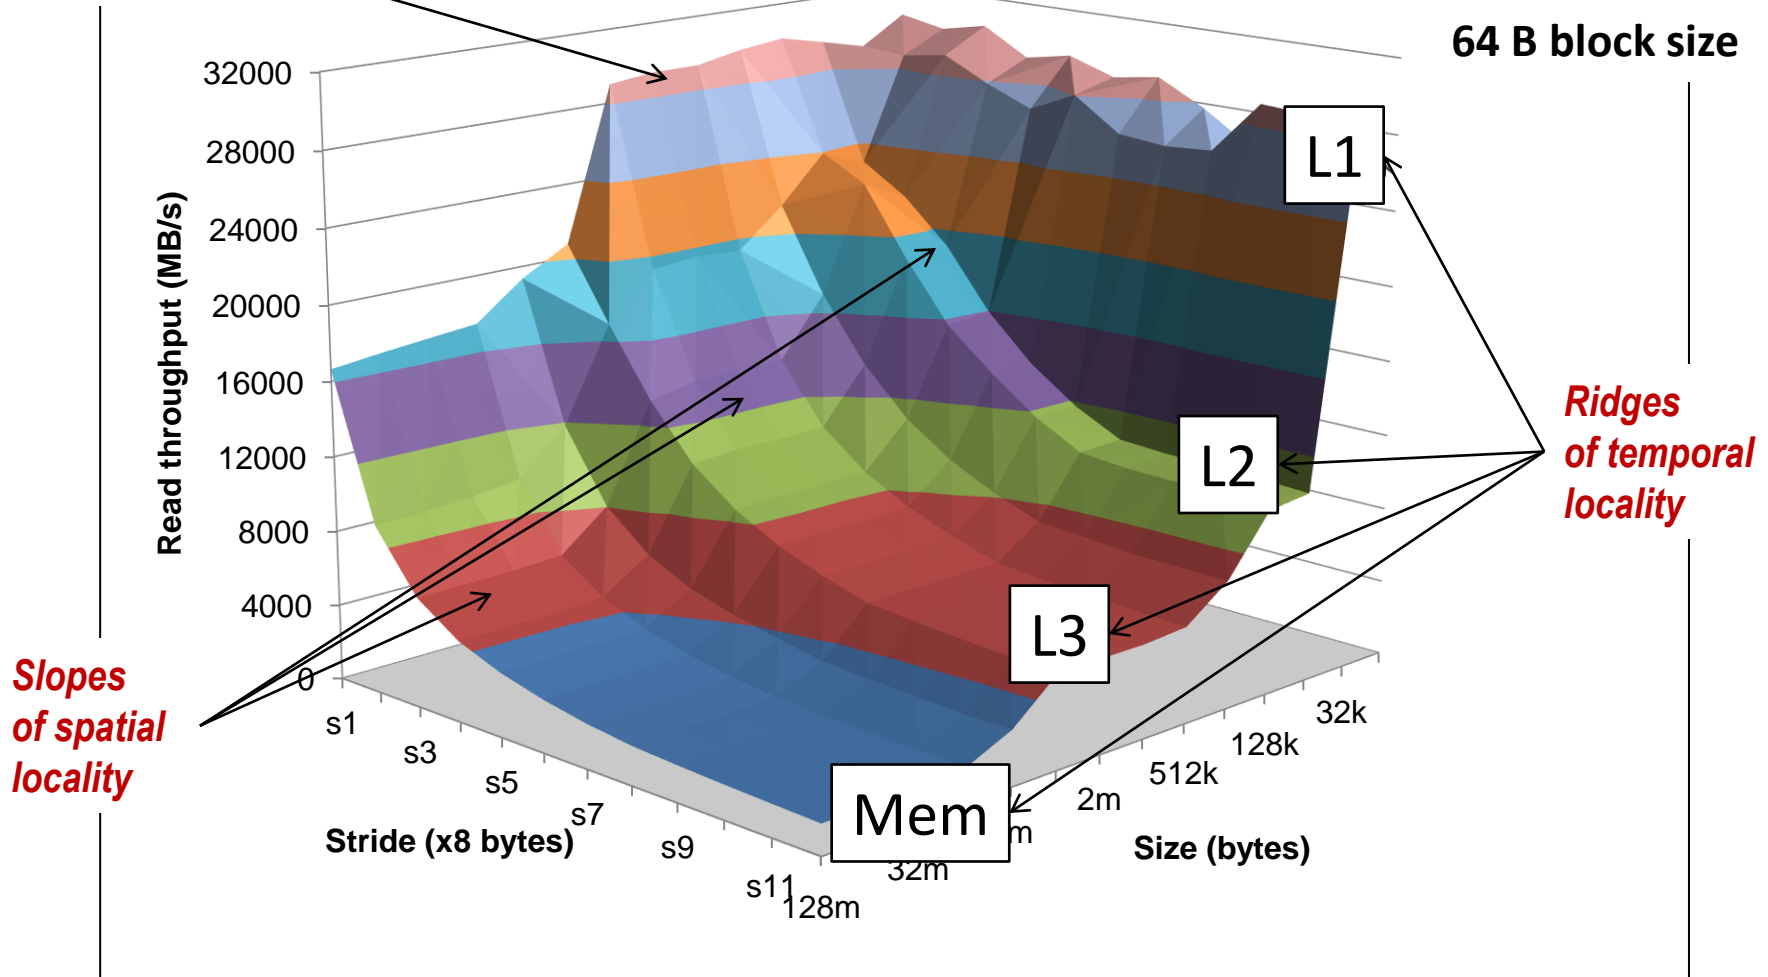 64 B block size
32000
28000
24000
20000
16000
12000
8000
4000
0
Read throughput (MB/s)
L1
L2
L3
Mem
Ridges
of temporal
locality
Slopes
of spatial
locality
s1
s3
s5
s7
s9
s11
Stride (x8 bytes)
128m
32m
m
2m
512k
128k
32k
Size (bytes)